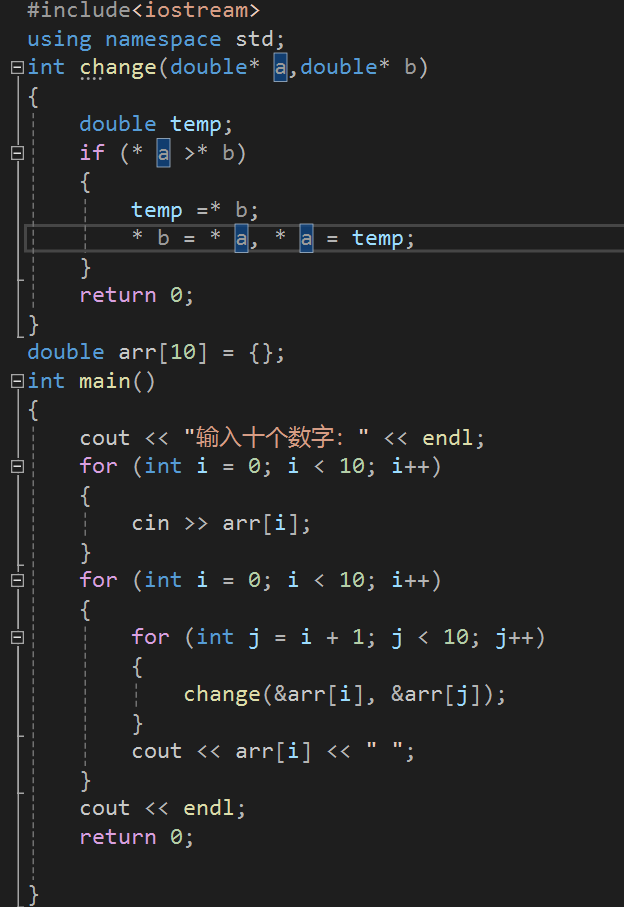 #include<iostream>
using namespace std;
int change(double* a,double* b)
{
    double temp;
    if (* a >* b)
    {
        temp =* b;
        * b = * a, * a = temp;
    }
    return 0;
}
double arr[10] = {};
int main()
{
    cout << "输入十个数字：" << endl;
    for (int i = 0; i < 10; i++)
    {
        cin >> arr[i];
    }
    for (int i = 0; i < 10; i++)
    {
        for (int j = i + 1; j < 10; j++)
        {
            change(&arr[i], &arr[j]);
        }
        cout << arr[i] << " ";
    }
    cout << endl;
    return 0;
}